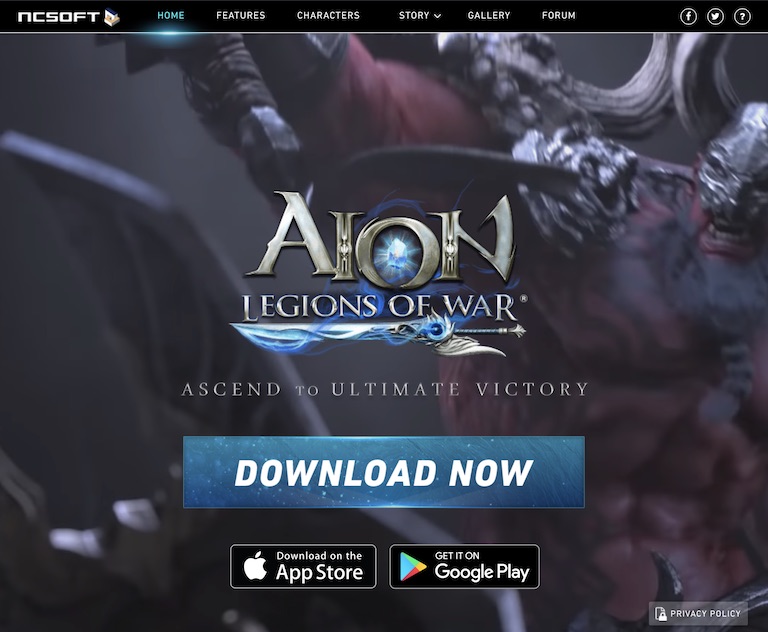 NCSOFT
HOME
FEATURES
CHARACTERS
STORY
GALLERY
FORUM
f
?
AION
LEGIONS OF WAR®
ASCEND TO ULTIMATE VICTORY
DOWNLOAD NOW
Download on the
App Store
GET IT ON
Google Play
PRIVACY POLICY